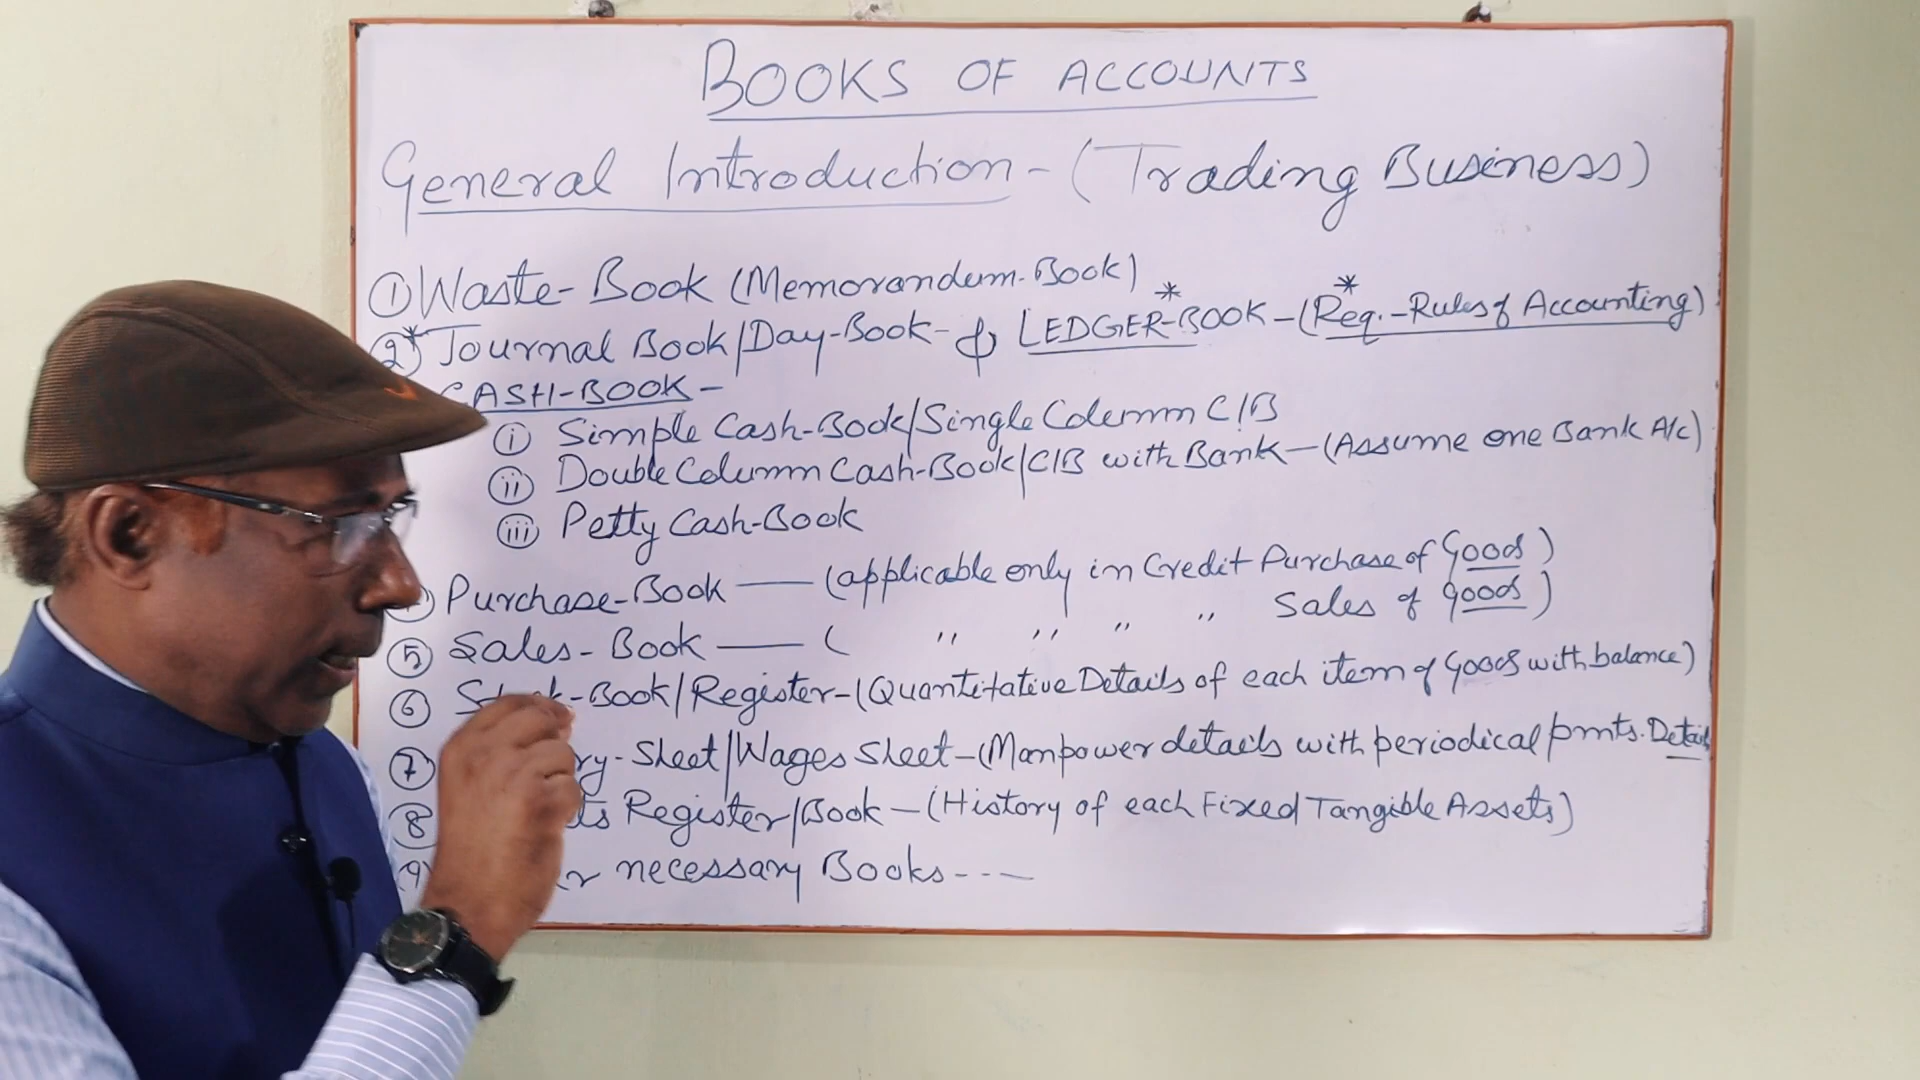 BOOKS OF ACCOUNTS
General Introduction - (Trading Business)
① Waste-Book (Memorandum-Book)
②* Journal Book/Day-Book - & LEDGER-BOOK* - (Req.*-Rules of Accounting)
CASH-BOOK -
ⓘ Simple Cash-Book/Single Column C/B
ⅱ Double Column Cash-Book/C/B with Bank - (Assume one Bank A/c)
ⅲ Petty Cash-Book
Purchase-Book — (applicable only in Credit Purchase of Goods)
⑤ Sales-Book — ( " " " " Sales of goods)
⑥ -Book/Register - (Quantitative Details of each item of Goods with balance)
⑦ -Sheet/Wages Sheet - (Manpower details with periodical pmts. Details
⑧ Register/Book - (History of each Fixed Tangible Assets)
necessary Books ---